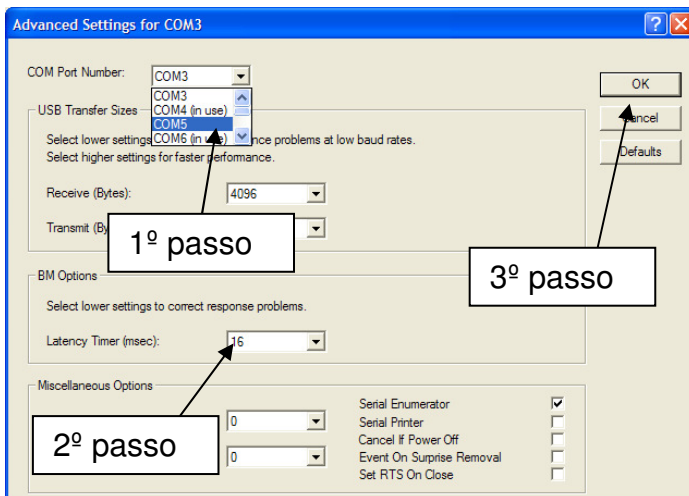 Advanced Settings for COM3
COM Port Number:
COM3
OK
COM3
COM4 (in use)
COM5
COM6 (in use)
Cancel
Defaults
USB Transfer Sizes
Select lower settings ance problems at low baud rates.
Select higher settings for faster performance.
Receive (Bytes):
4096
Transmit (By
1º passo
3º passo
BM Options
Select lower settings to correct response problems.
Latency Timer (msec):
16
Miscellaneous Options
2º passo
0
0
Serial Enumerator
Serial Printer
Cancel If Power Off
Event On Surprise Removal
Set RTS On Close